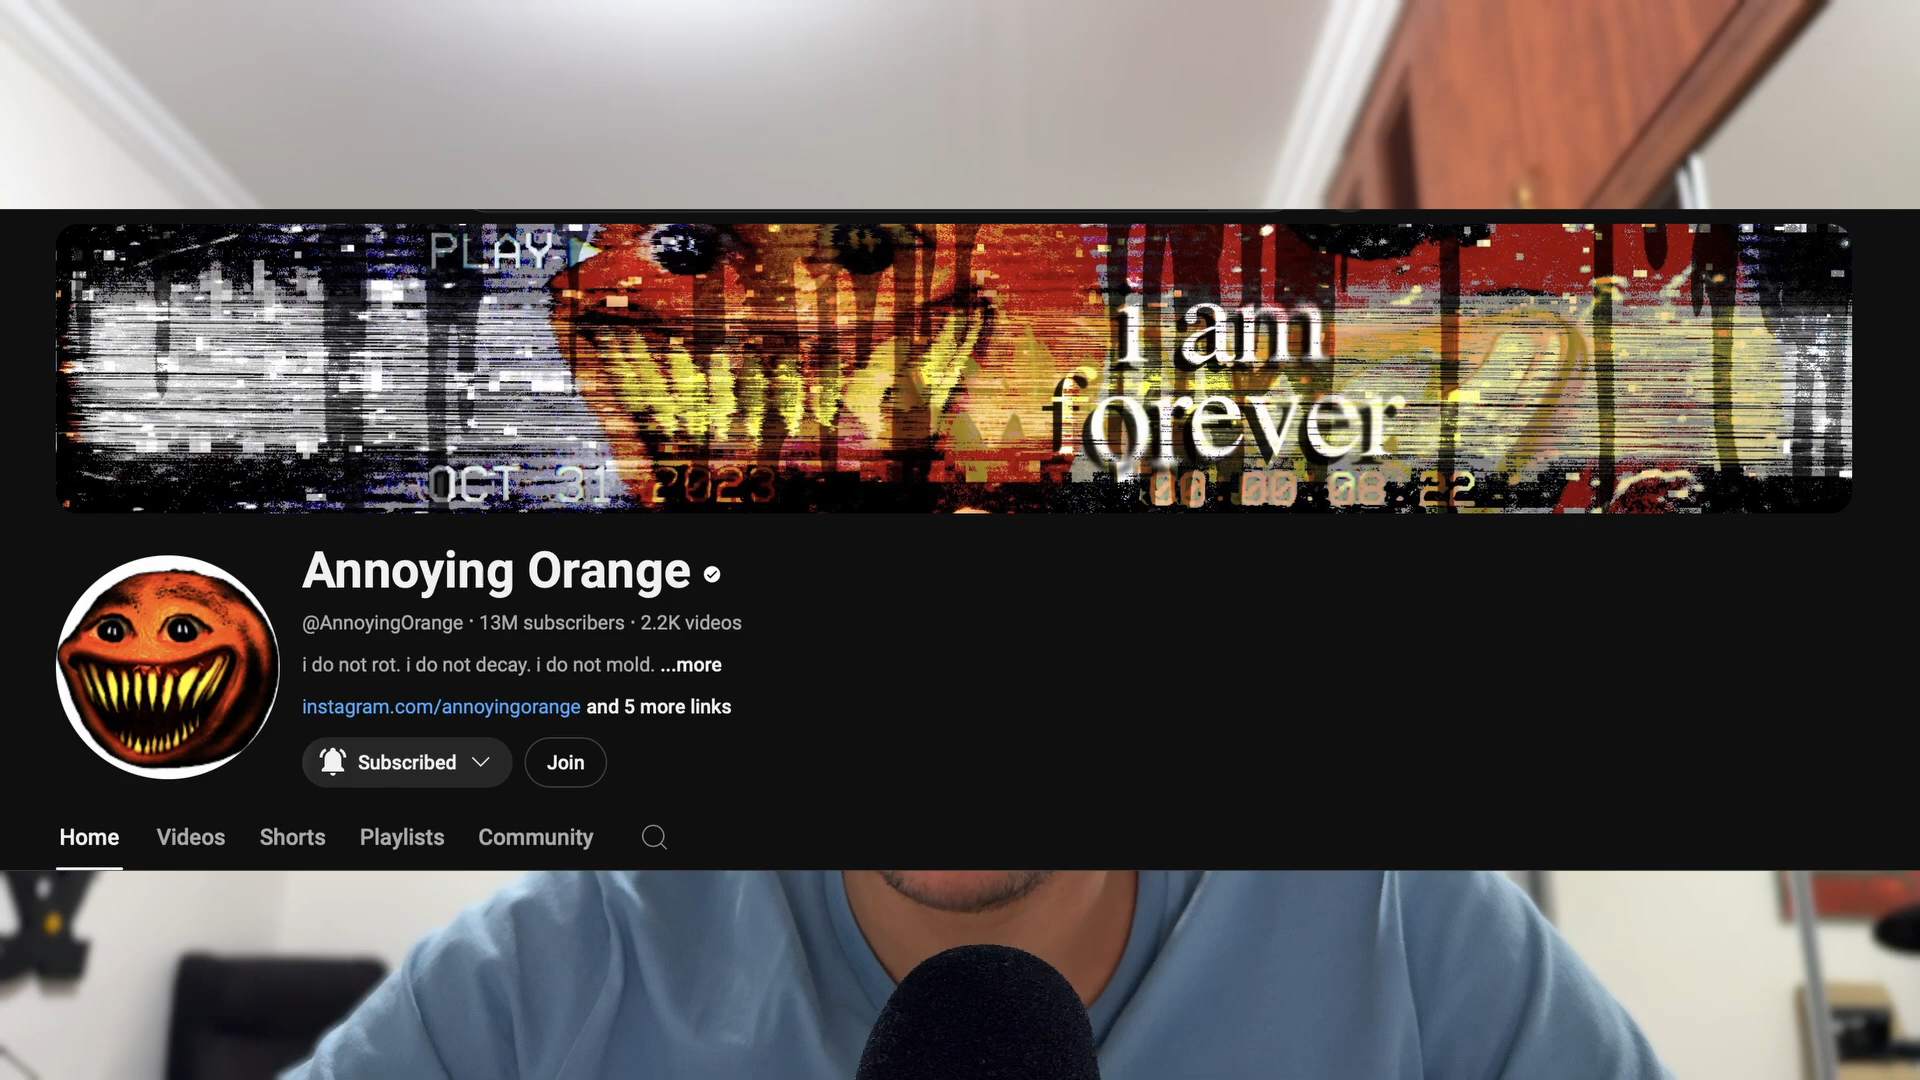 PLAY
i am
forever
OCT 31 2023
00:00:08:22
Annoying Orange
@AnnoyingOrange · 13M subscribers · 2.2K videos
i do not rot. i do not decay. i do not mold. ...more
instagram.com/annoyingorange and 5 more links
Subscribed
Join
Home Videos Shorts Playlists Community